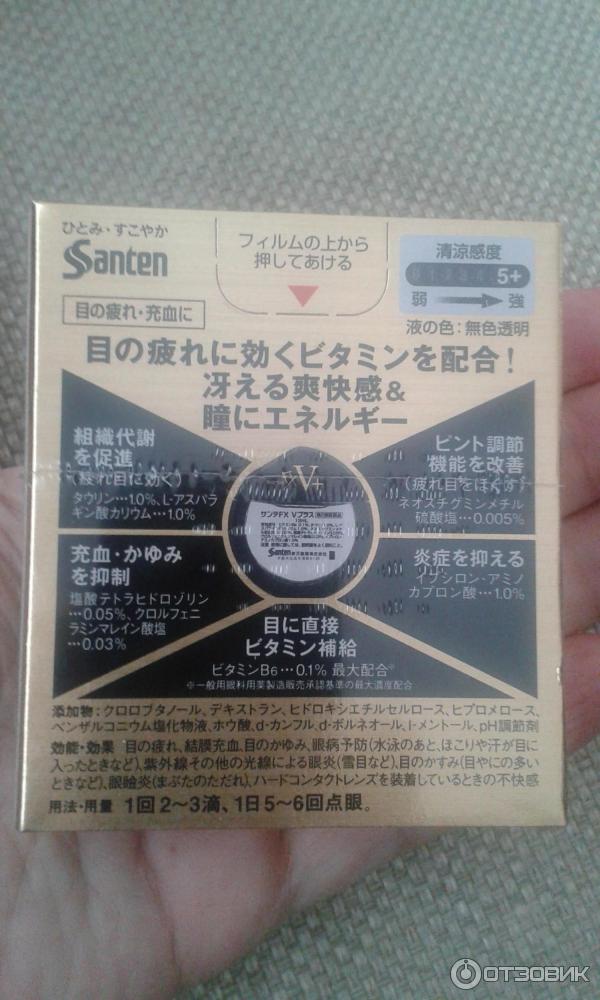 ひとみ・すこやか
Santen
フィルムの上から
押してあける
清涼感度
5+
弱 強
液の色：無色透明
目の疲れ・充血に
目の疲れに効くビタミンを配合！
冴える爽快感＆
瞳にエネルギー
組織代謝
を促進
(疲れ目に効く)
タウリン…1.0%、L-アスパラ
ギン酸カリウム…1.0%
ピント調節
機能を改善
(疲れ目をほぐす)
ネオスチグミンメチル
硫酸塩…0.005%
V+
サンテFX Vプラス
Santen
充血・かゆみ
を抑制
塩酸テトラヒドロゾリン
…0.05%、クロルフェニ
ラミンマレイン酸塩
…0.03%
炎症を抑える
イプシロン-アミノ
カプロン酸…1.0%
目に直接
ビタミン補給
ビタミンB6…0.1% 最大配合※
※一般用眼科用薬製造販売承認基準の最大濃度配合
添加物：クロロブタノール、デキストラン、ヒドロキシエチルセルロース、ヒプロメロース、
ベンザルコニウム塩化物液、ホウ酸、d-カンフル、d-ボルネオール、l-メントール、pH調節剤
効能・効果 目の疲れ、結膜充血、目のかゆみ、眼病予防(水泳のあと、ほこりや汗が目に
入ったときなど)、紫外線その他の光線による眼炎(雪目など)、目のかすみ(目やにの多い
ときなど)、眼瞼炎(まぶたのただれ)、ハードコンタクトレンズを装着しているときの不快感
用法・用量 1回2〜3滴、1日5〜6回点眼。
ОТЗОВИК